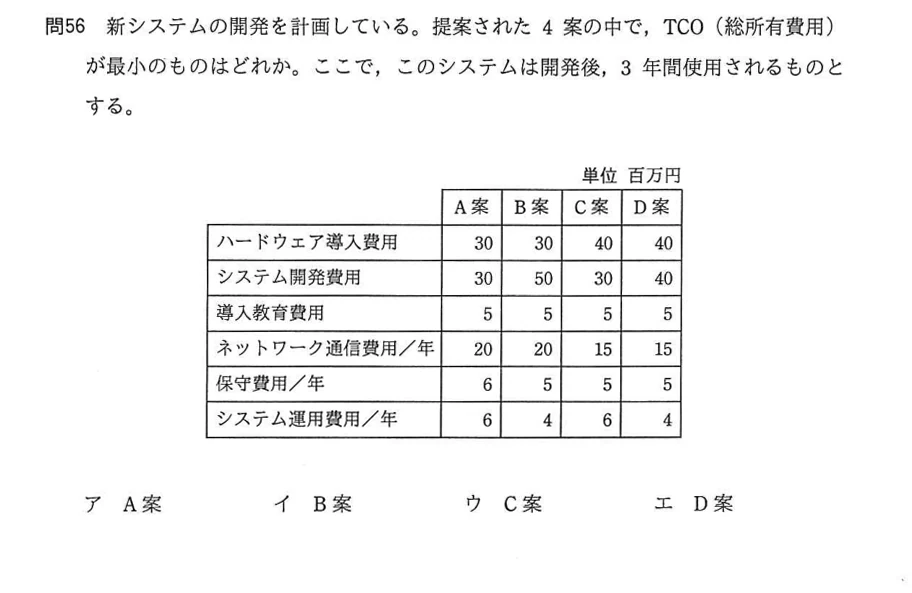 問56 新システムの開発を計画している。提案された 4 案の中で，TCO（総所有費用）
が最小のものはどれか。ここで，このシステムは開発後，3 年間使用されるものと
する。
単位 百万円
A案 B案 C案 D案
ハードウェア導入費用 30 30 40 40
システム開発費用 30 50 30 40
導入教育費用 5 5 5 5
ネットワーク通信費用／年 20 20 15 15
保守費用／年 6 5 5 5
システム運用費用／年 6 4 6 4
ア A案 イ B案 ウ C案 エ D案